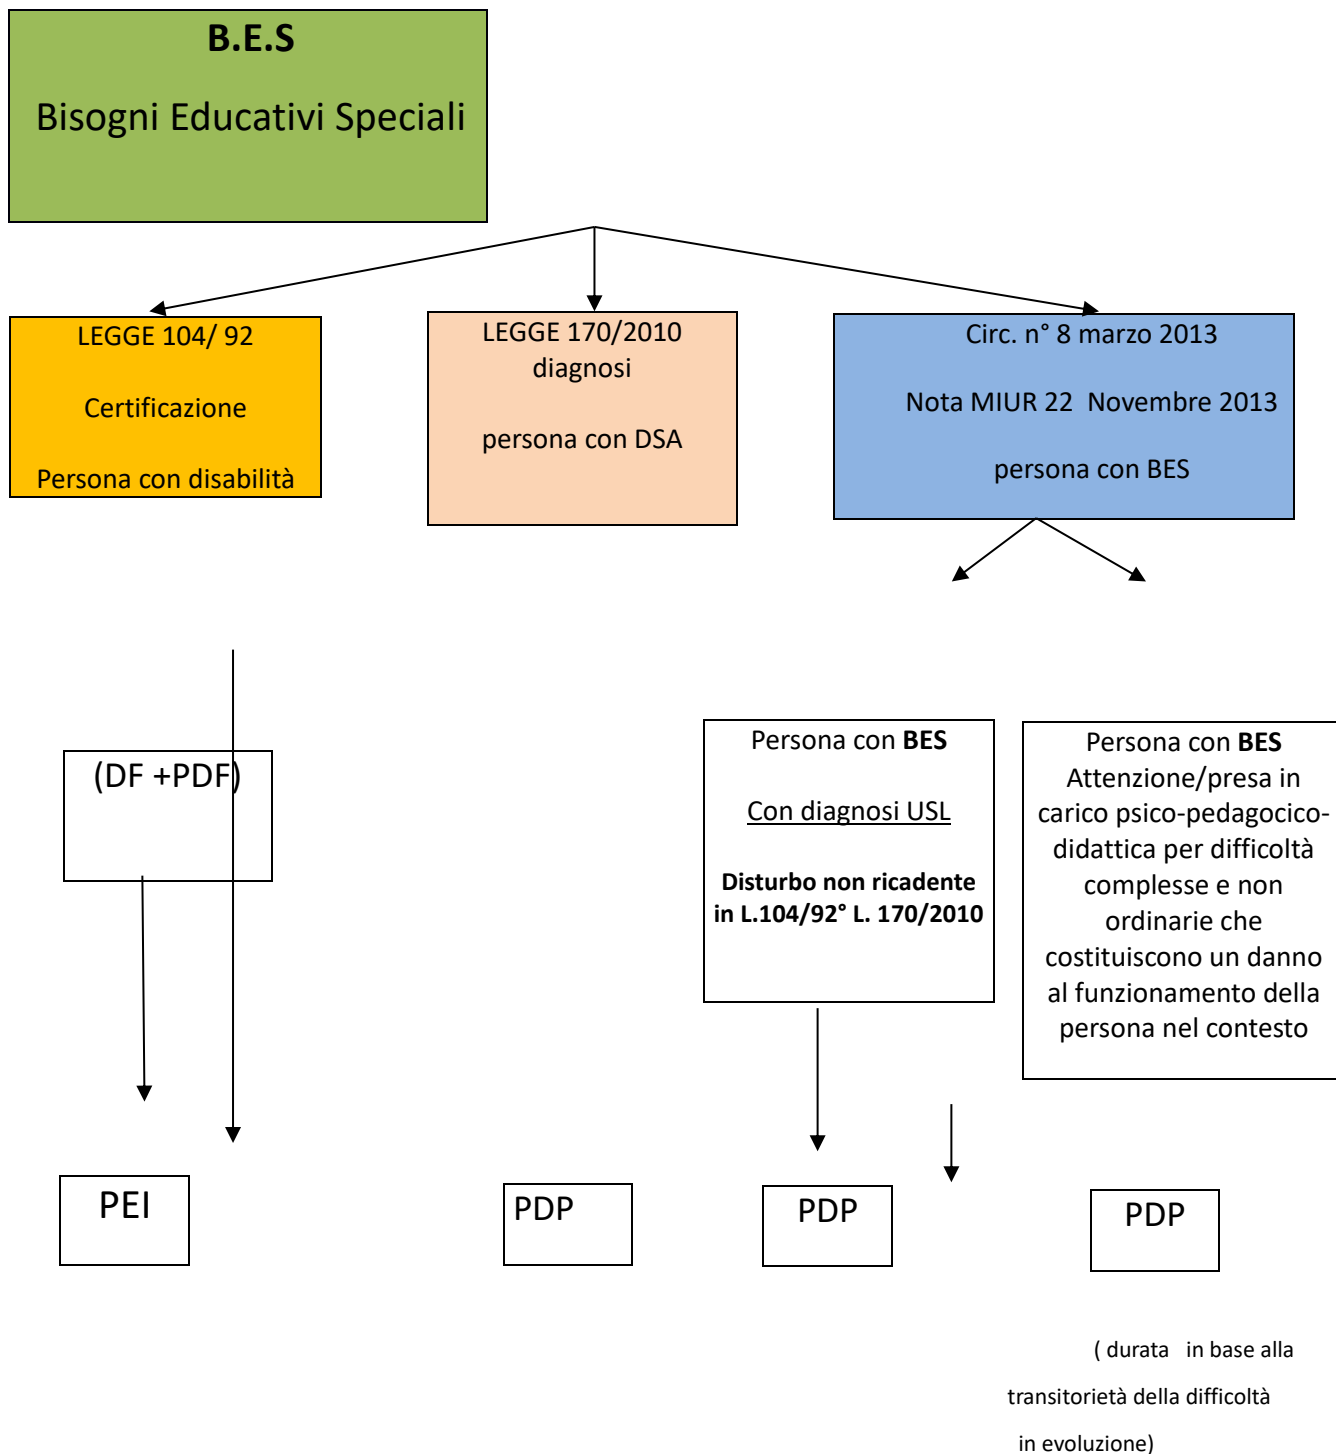 B.E.S
Bisogni Educativi Speciali
LEGGE 104/ 92
Certificazione
Persona con disabilità
LEGGE 170/2010
diagnosi
persona con DSA
Circ. n° 8 marzo 2013
Nota MIUR 22 Novembre 2013
persona con BES
(DF +PDF)
Persona con BES
Con diagnosi USL
Disturbo non ricadente
in L.104/92° L. 170/2010
Persona con BES
Attenzione/presa in
carico psico-pedagocico-
didattica per difficoltà
complesse e non
ordinarie che
costituiscono un danno
al funzionamento della
persona nel contesto
PEI
PDP
PDP
PDP
( durata in base alla
transitorietà della difficoltà
in evoluzione)